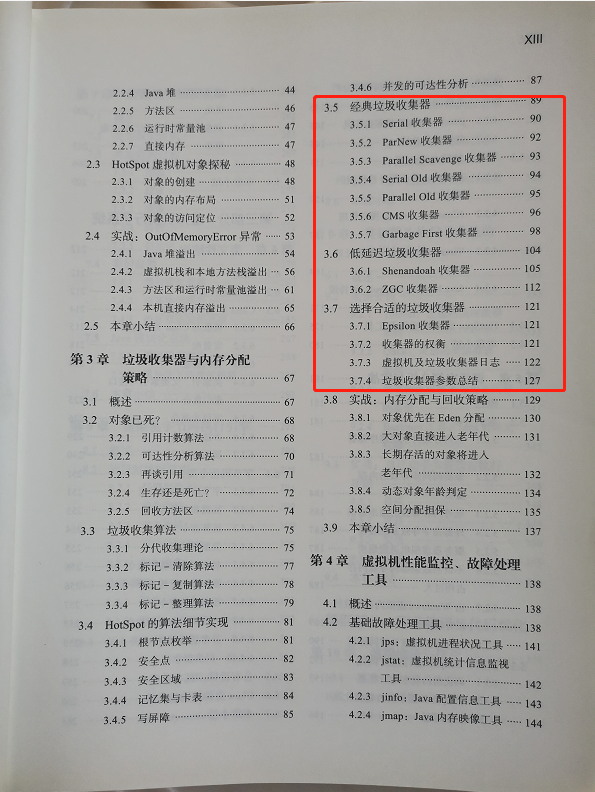 XIII
2.2.4 Java 堆 44
2.2.5 方法区 46
2.2.6 运行时常量池 47
2.2.7 直接内存 47
2.3 HotSpot 虚拟机对象探秘 48
2.3.1 对象的创建 48
2.3.2 对象的内存布局 51
2.3.3 对象的访问定位 52
2.4 实战：OutOfMemoryError 异常 53
2.4.1 Java 堆溢出 54
2.4.2 虚拟机栈和本地方法栈溢出 56
2.4.3 方法区和运行时常量池溢出 61
2.4.4 本机直接内存溢出 65
2.5 本章小结 66
第 3 章 垃圾收集器与内存分配
策略 67
3.1 概述 67
3.2 对象已死？ 68
3.2.1 引用计数算法 68
3.2.2 可达性分析算法 70
3.2.3 再谈引用 71
3.2.4 生存还是死亡？ 72
3.2.5 回收方法区 74
3.3 垃圾收集算法 75
3.3.1 分代收集理论 75
3.3.2 标记－清除算法 77
3.3.3 标记－复制算法 78
3.3.4 标记－整理算法 79
3.4 HotSpot 的算法细节实现 81
3.4.1 根节点枚举 81
3.4.2 安全点 82
3.4.3 安全区域 83
3.4.4 记忆集与卡表 84
3.4.5 写屏障 85
3.4.6 并发的可达性分析 87
3.5 经典垃圾收集器 89
3.5.1 Serial 收集器 90
3.5.2 ParNew 收集器 92
3.5.3 Parallel Scavenge 收集器 93
3.5.4 Serial Old 收集器 94
3.5.5 Parallel Old 收集器 95
3.5.6 CMS 收集器 96
3.5.7 Garbage First 收集器 98
3.6 低延迟垃圾收集器 104
3.6.1 Shenandoah 收集器 105
3.6.2 ZGC 收集器 112
3.7 选择合适的垃圾收集器 121
3.7.1 Epsilon 收集器 121
3.7.2 收集器的权衡 121
3.7.3 虚拟机及垃圾收集器日志 122
3.7.4 垃圾收集器参数总结 127
3.8 实战：内存分配与回收策略 129
3.8.1 对象优先在 Eden 分配 130
3.8.2 大对象直接进入老年代 131
3.8.3 长期存活的对象将进入
老年代 132
3.8.4 动态对象年龄判定 134
3.8.5 空间分配担保 135
3.9 本章小结 137
第 4 章 虚拟机性能监控、故障处理
工具 138
4.1 概述 138
4.2 基础故障处理工具 138
4.2.1 jps：虚拟机进程状况工具 141
4.2.2 jstat：虚拟机统计信息监视
工具 142
4.2.3 jinfo：Java 配置信息工具 143
4.2.4 jmap：Java 内存映像工具 144